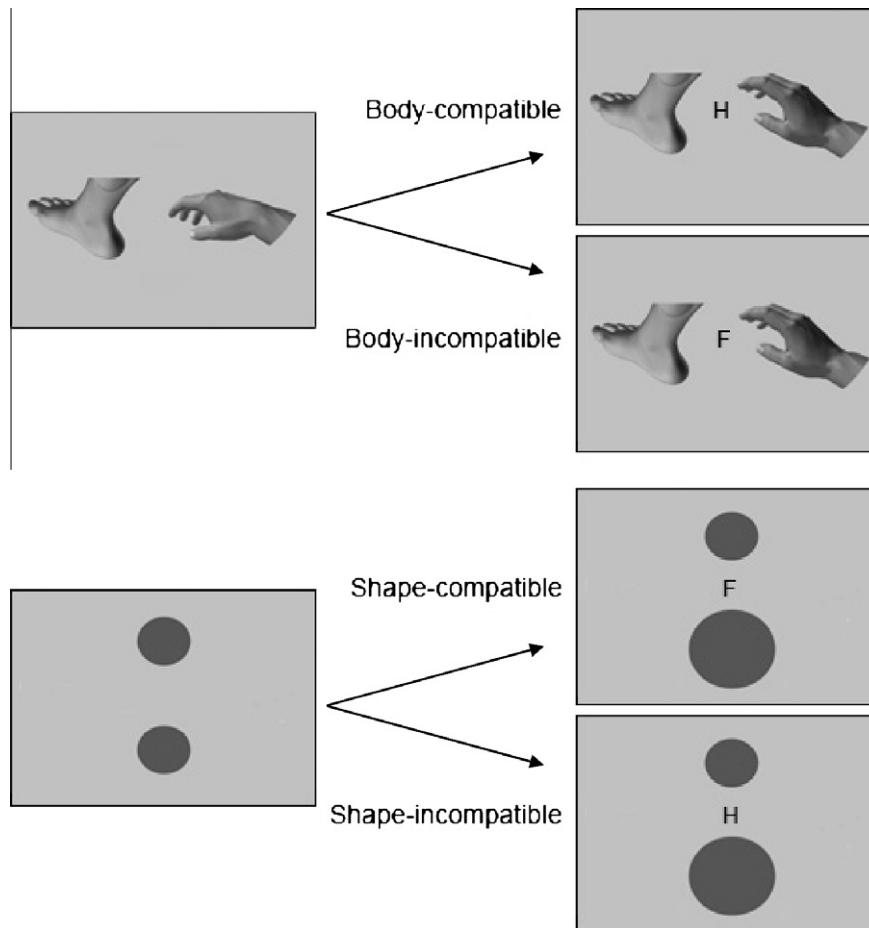 Body-compatible
H
Body-incompatible
F
Shape-compatible
F
Shape-incompatible
H